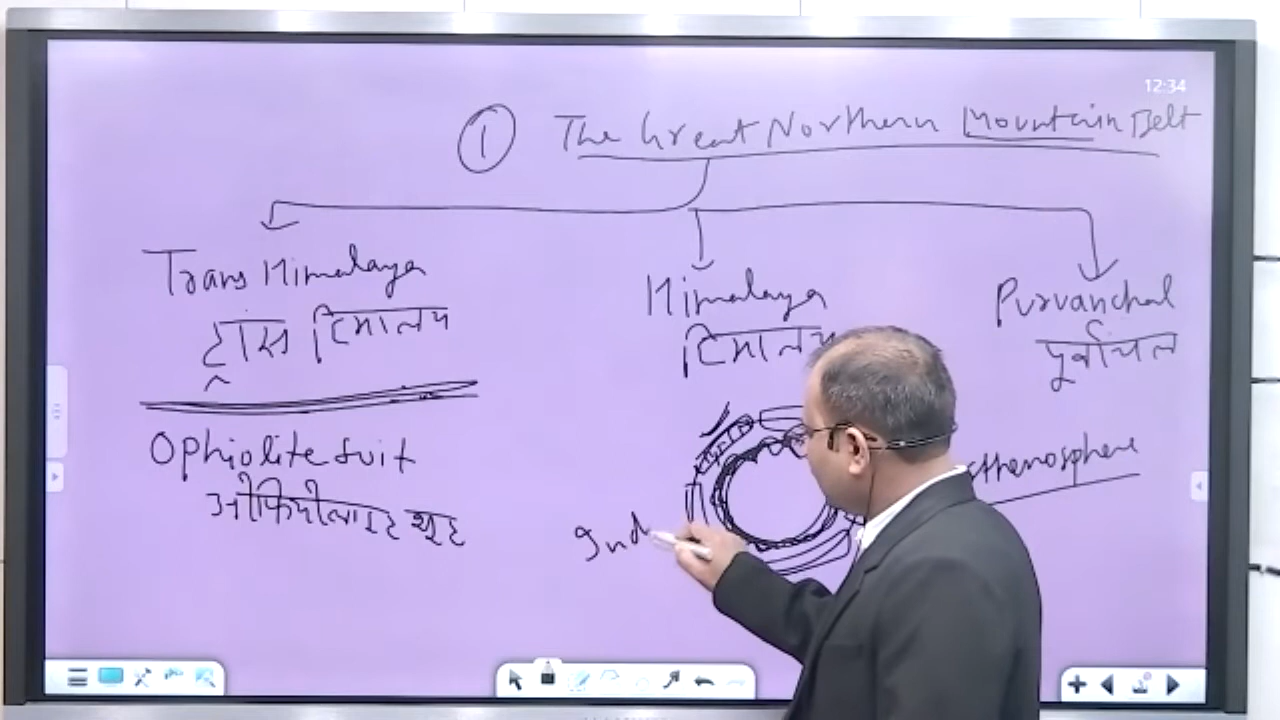 12:34
① The Great Northern Mountain Belt
Trans Himalaya
ट्रांस हिमालय
Himalaya
हिमालय
Purvanchal
पूर्वांचल
Ophiolite Suit
ओफियोलाइट सूट
sthenosphere
Ind